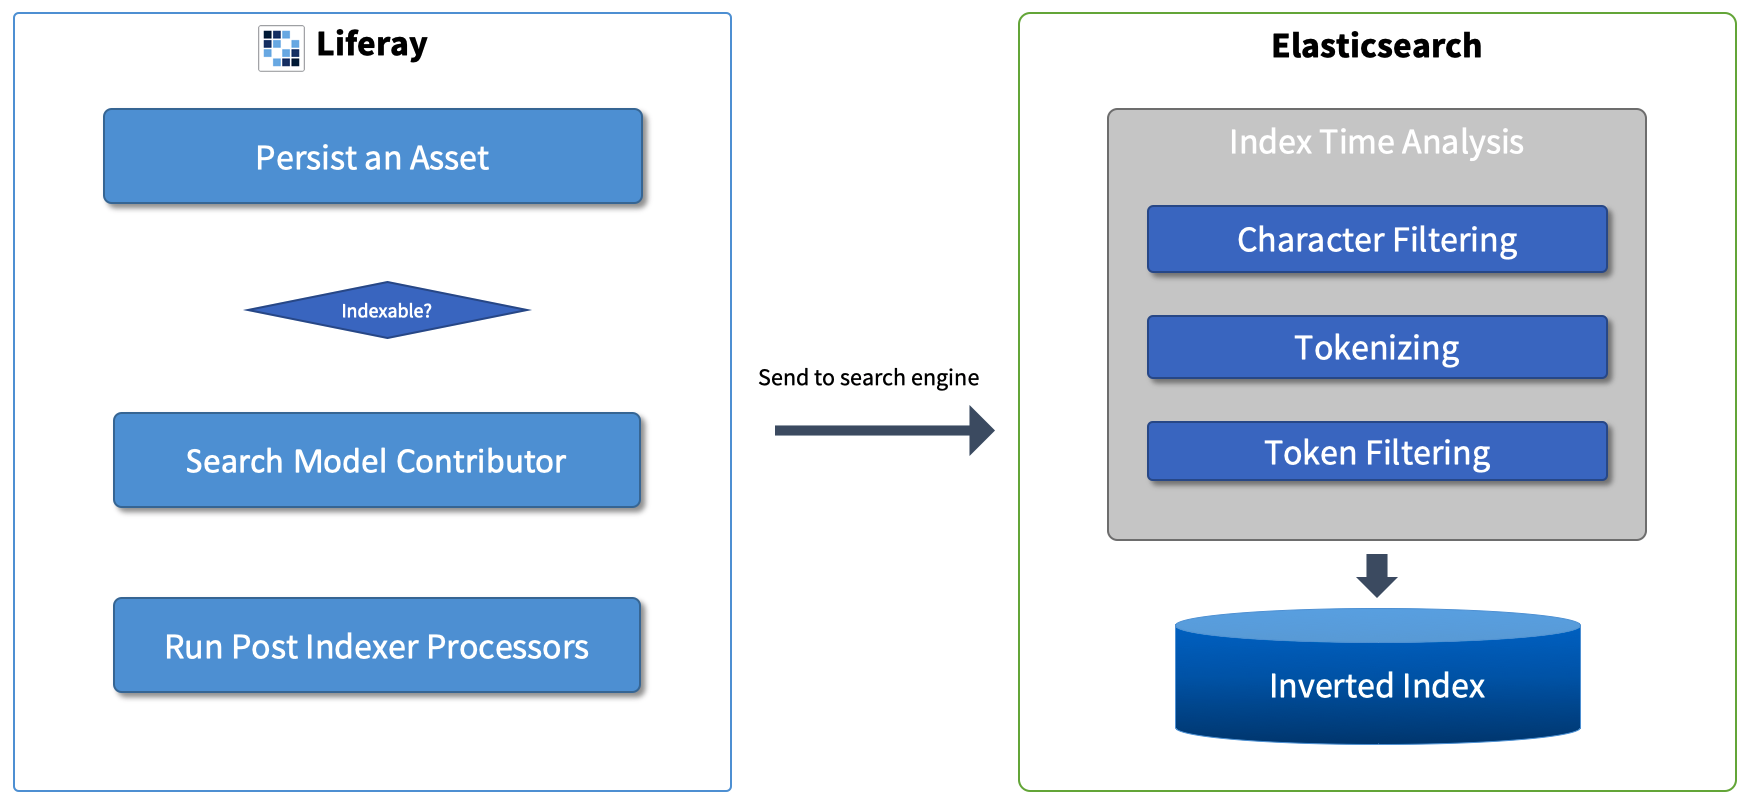 Liferay
Persist an Asset
Indexable?
Search Model Contributor
Run Post Indexer Processors
Send to search engine
Elasticsearch
Index Time Analysis
Character Filtering
Tokenizing
Token Filtering
Inverted Index